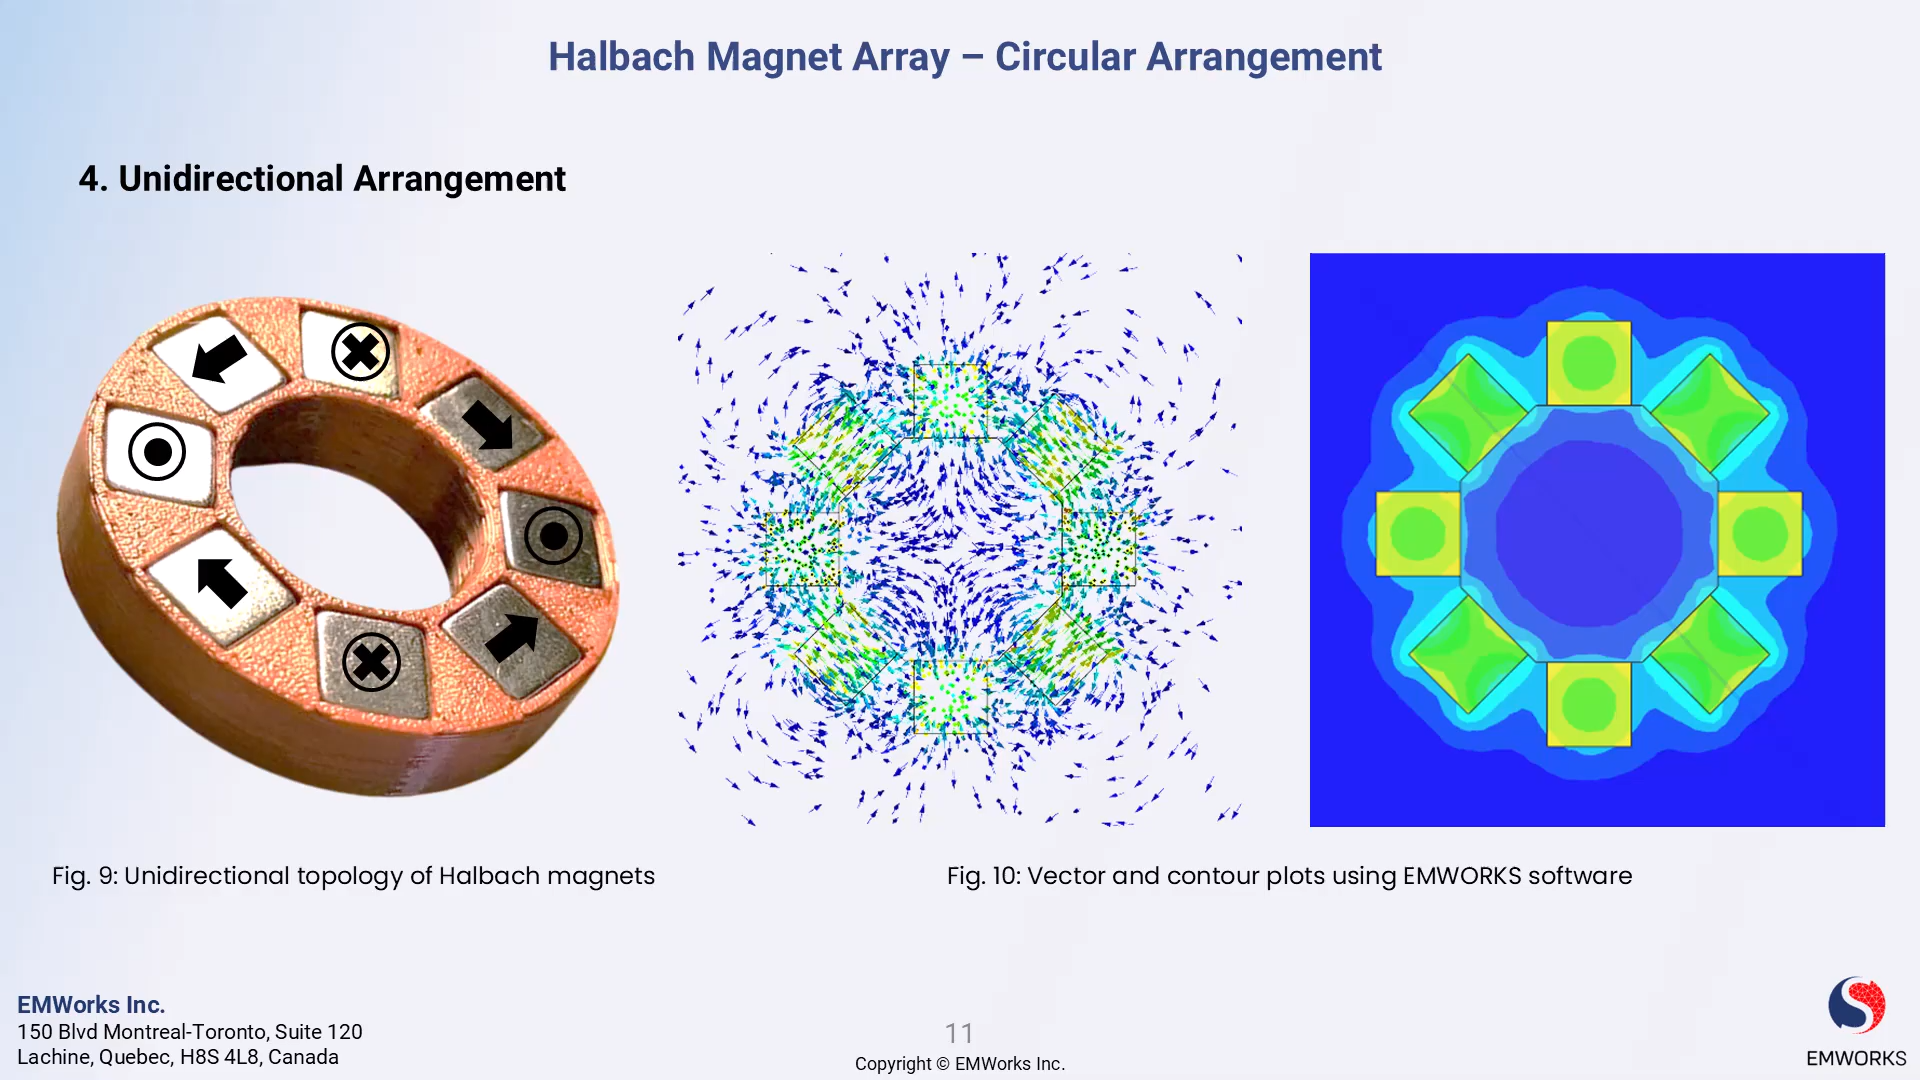 Halbach Magnet Array – Circular Arrangement
4. Unidirectional Arrangement
Fig. 9: Unidirectional topology of Halbach magnets
Fig. 10: Vector and contour plots using EMWORKS software
EMWorks Inc.
150 Blvd Montreal-Toronto, Suite 120
Lachine, Quebec, H8S 4L8, Canada
11
Copyright © EMWorks Inc.
EMWORKS